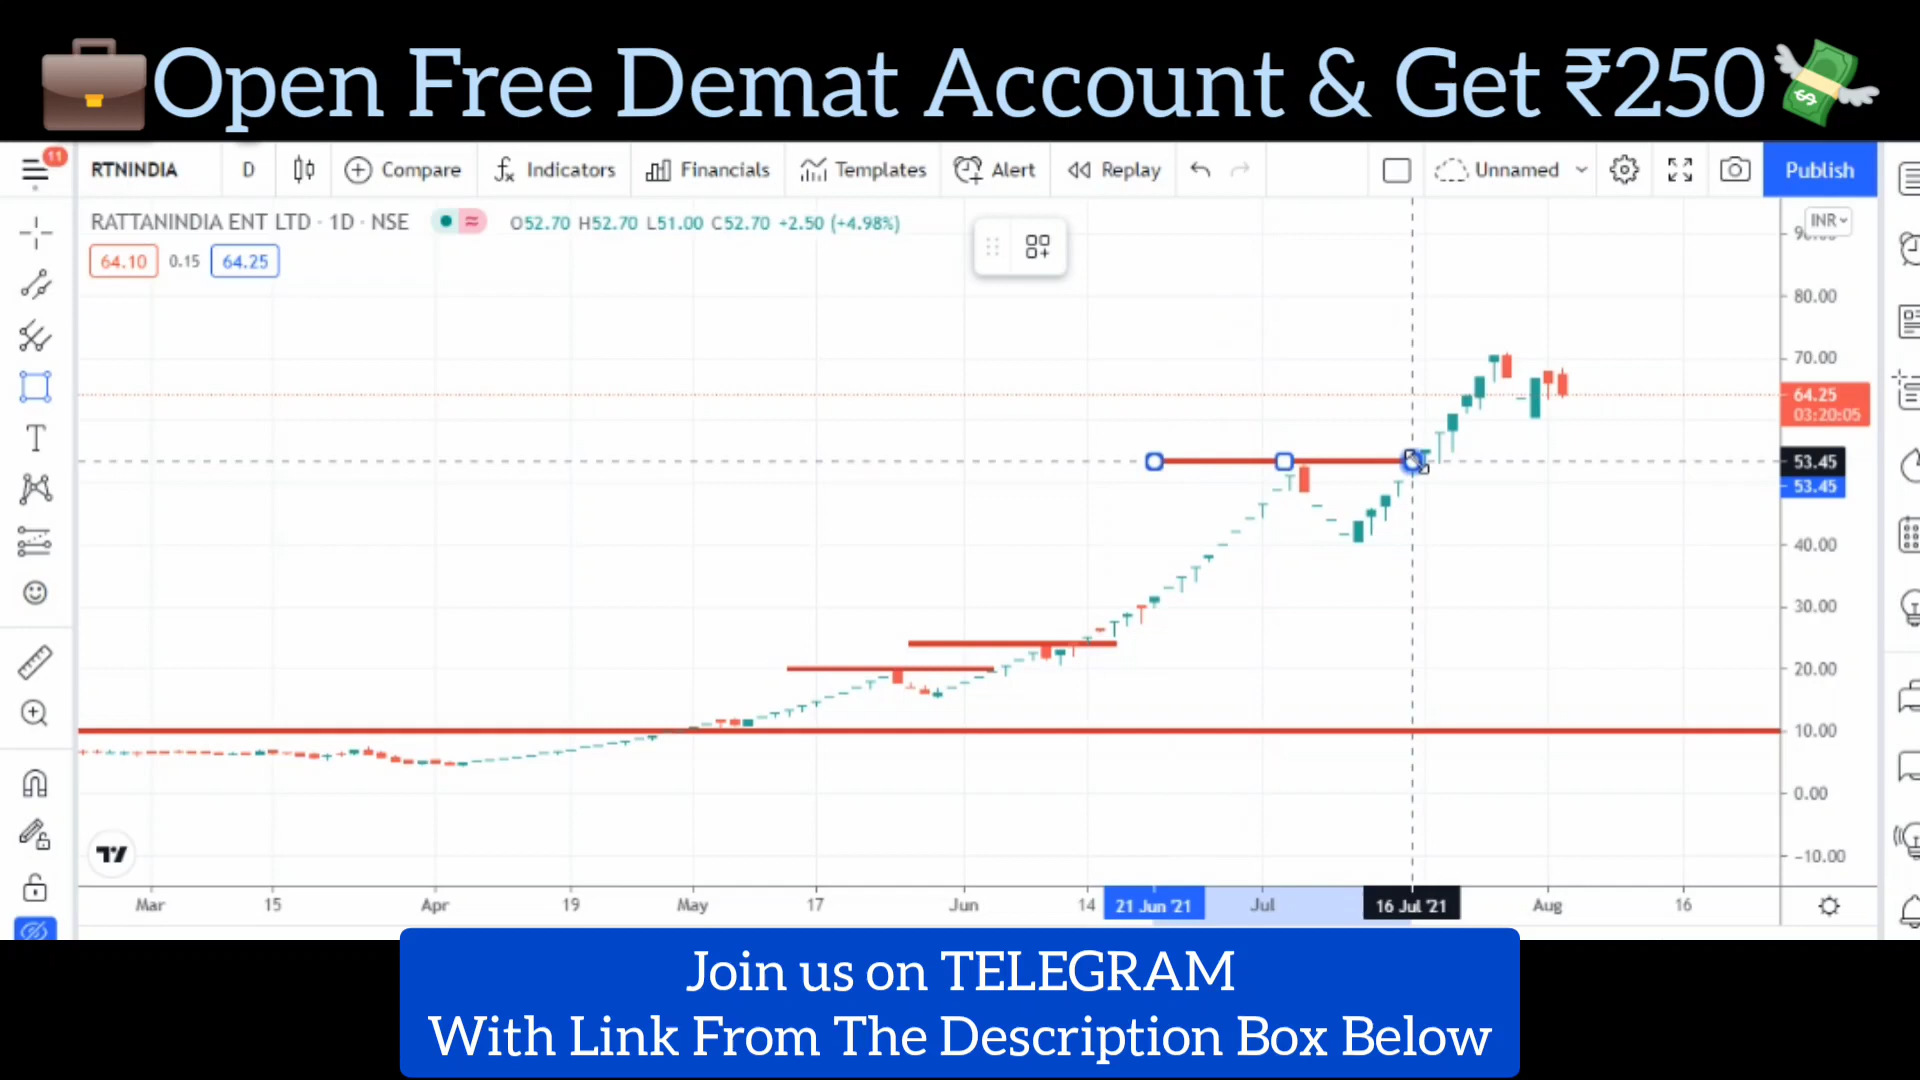 Open Free Demat Account & Get ₹250
11
RTNINDIA D Compare Indicators Financials Templates Alert Replay Unnamed Publish
RATTANINDIA ENT LTD · 1D · NSE O52.70 H52.70 L51.00 C52.70 +2.50 (+4.98%)
INR
64.10 0.15 64.25
80.00
70.00
64.25
03:20:05
53.45
53.45
40.00
30.00
20.00
10.00
0.00
-10.00
Mar 15 Apr 19 May 17 Jun 14 21 Jun '21 Jul 16 Jul '21 Aug 16
Join us on TELEGRAM
With Link From The Description Box Below